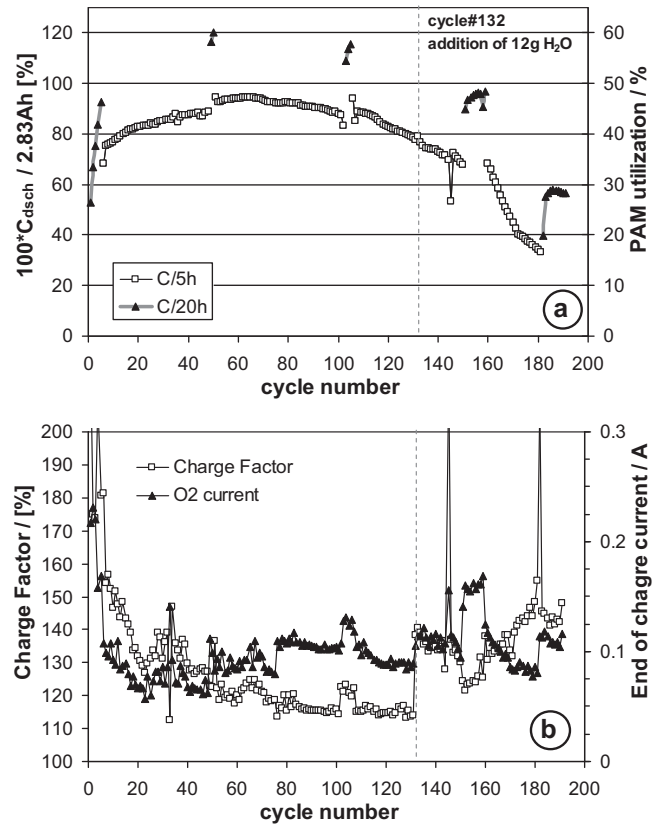 120
100
80
60
40
20
0
60
50
40
30
20
10
0
100*Cdsch / 2.83Ah [%]
PAM utilization / %
cycle#132
addition of 12g H2O
C/5h
C/20h
a
0 20 40 60 80 100 120 140 160 180 200
cycle number
200
190
180
170
160
150
140
130
120
110
100
0.3
0.2
0.1
0
Charge Factor / [%]
End of chagre current / A
Charge Factor
O2 current
b
0 20 40 60 80 100 120 140 160 180 200
cycle number